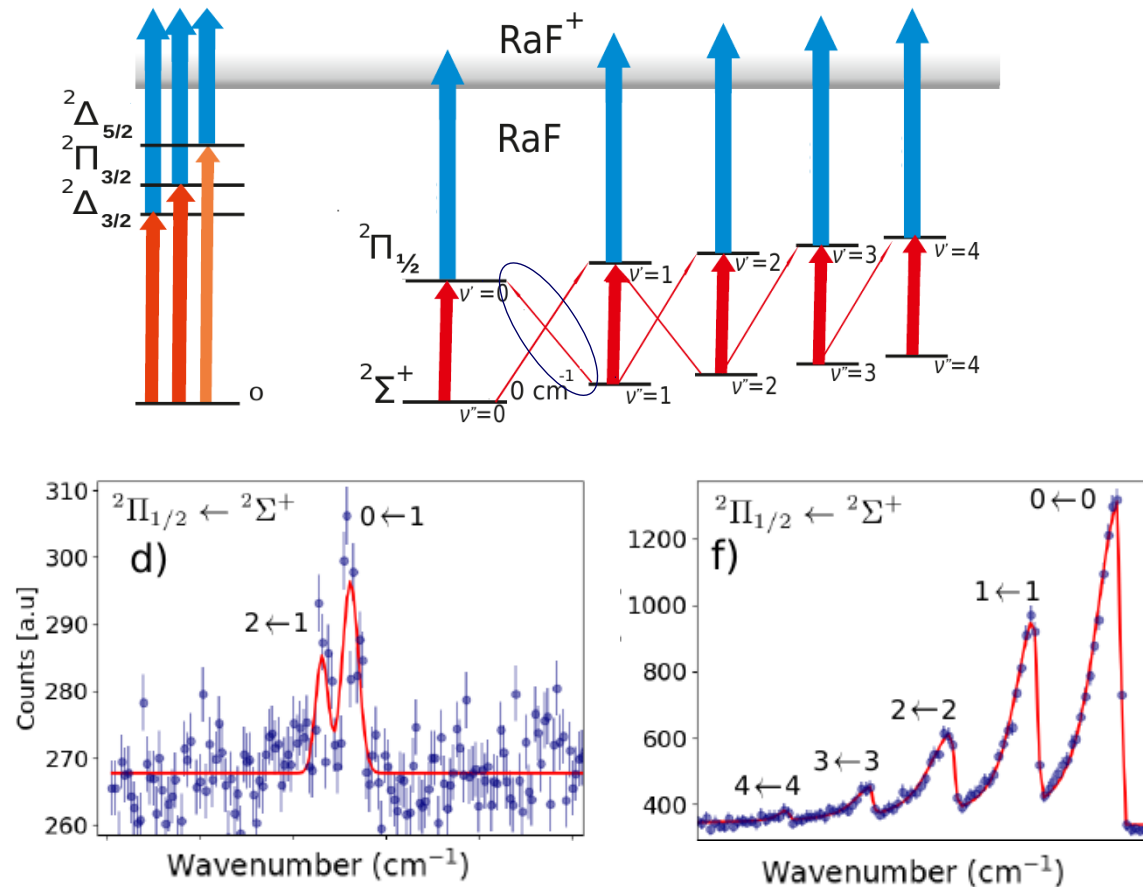 RaF⁺
RaF
²Δ₅/₂
²Π₃/₂
²Δ₃/₂
0
²Π½
ν'=0
ν'=1
ν'=2
ν'=3
ν'=4
²Σ⁺
0 cm⁻¹
ν"=0
ν"=1
ν"=2
ν"=3
ν"=4
²Π₁/₂ ← ²Σ⁺
d)
0←1
2←1
310
300
290
280
270
260
Counts [a.u]
Wavenumber (cm⁻¹)
²Π₁/₂ ← ²Σ⁺
f)
0←0
1←1
2←2
3←3
4←4
1200
1000
800
600
400
Wavenumber (cm⁻¹)